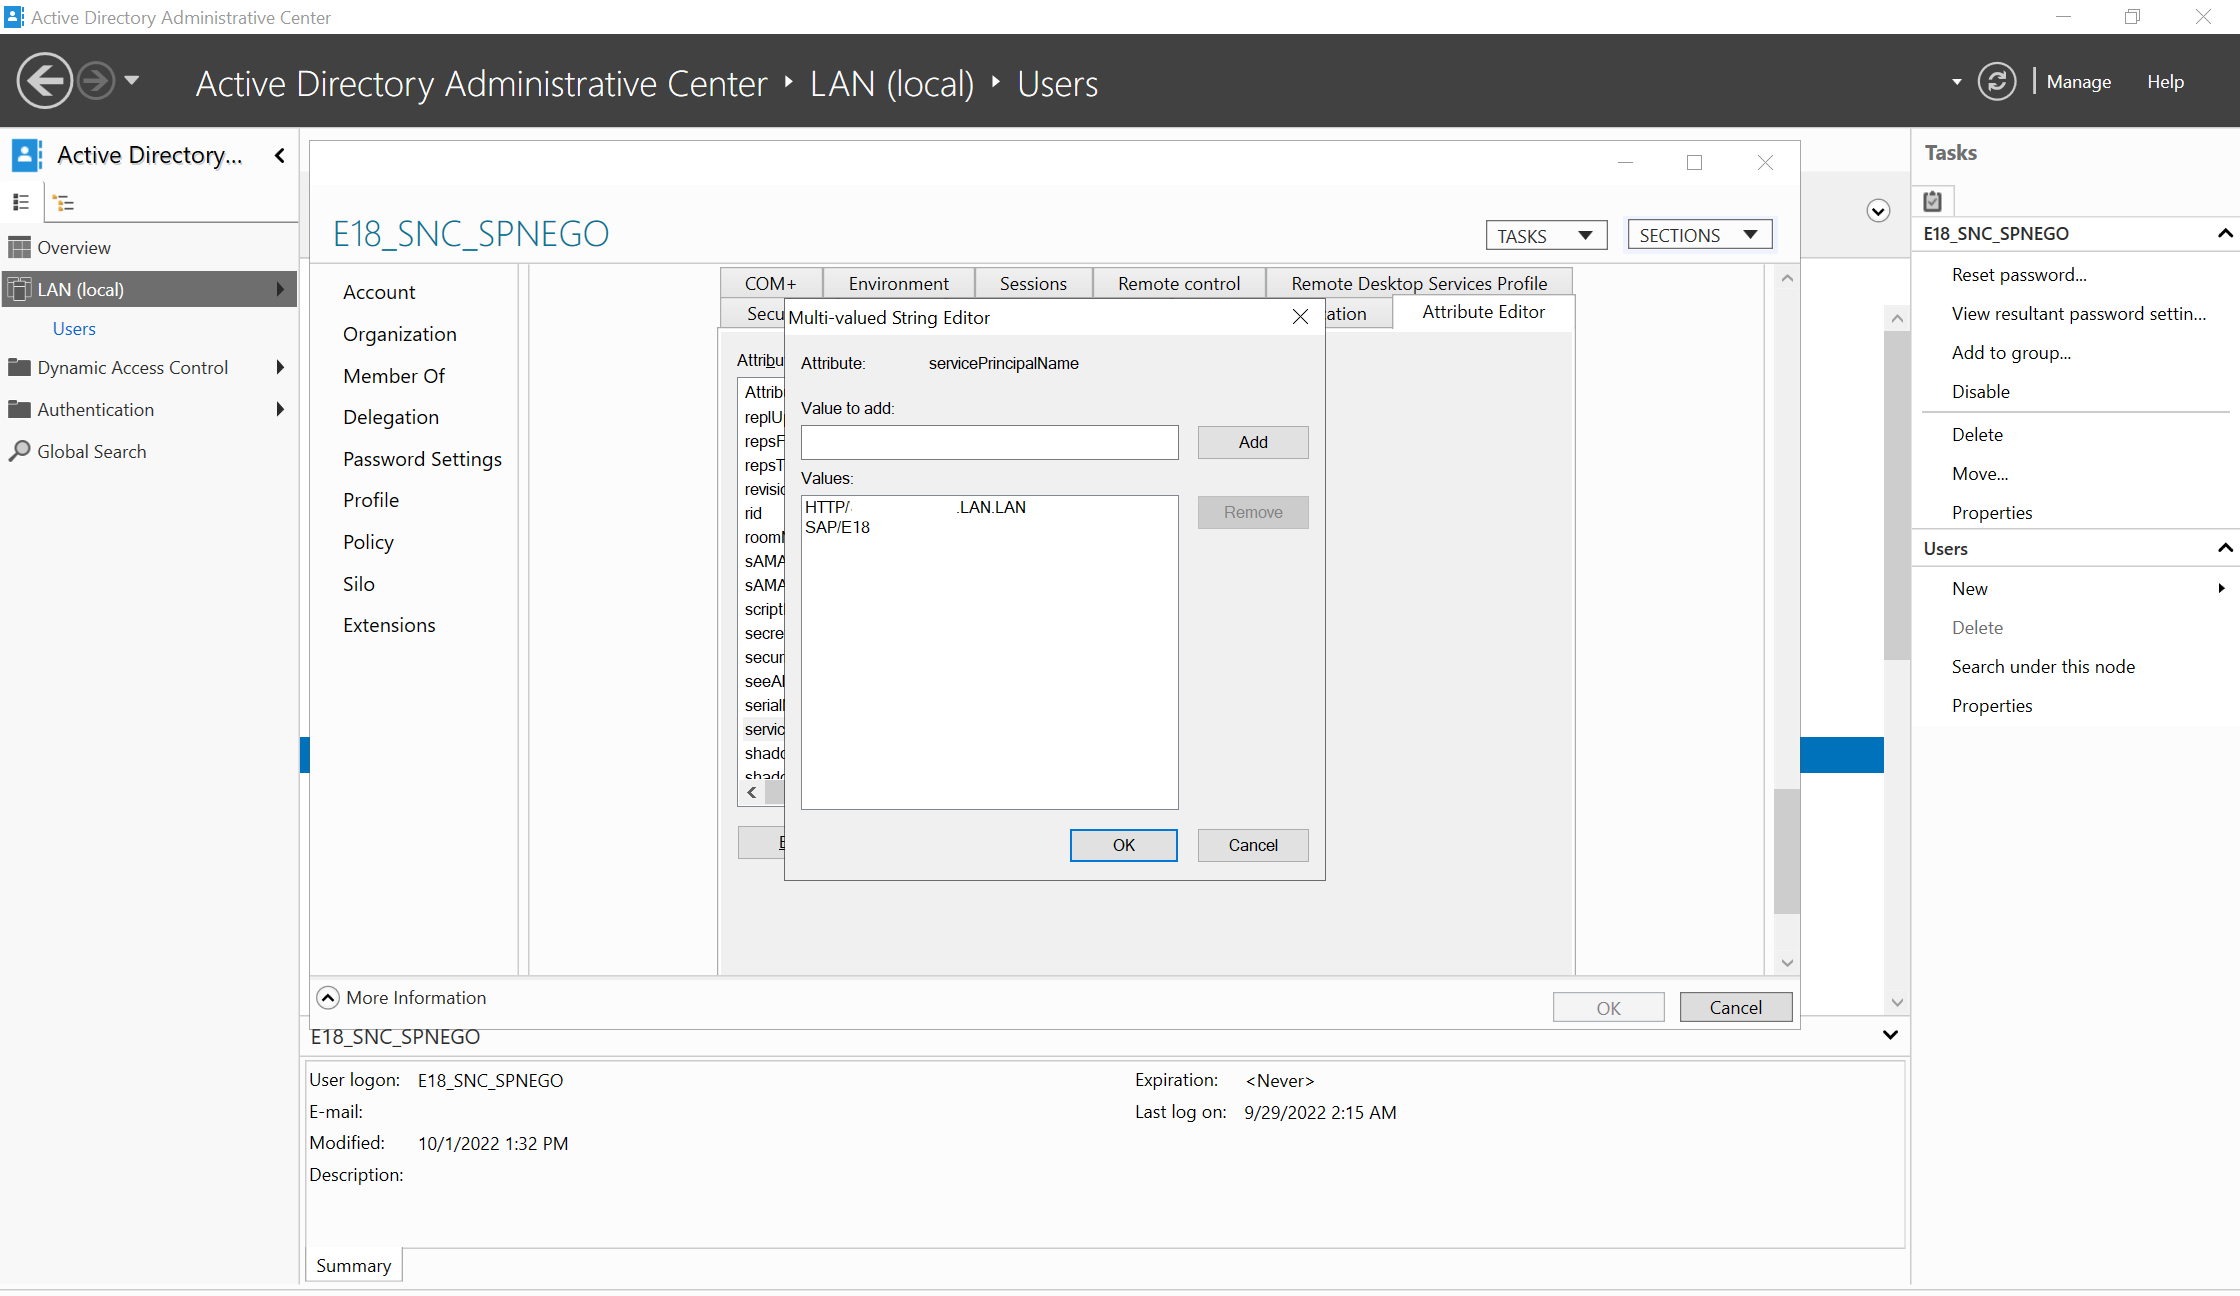 Active Directory Administrative Center
Active Directory Administrative Center LAN (local) Users
Manage Help
Active Directory...
Overview
LAN (local)
Users
Dynamic Access Control
Authentication
Global Search
E18_SNC_SPNEGO
TASKS
SECTIONS
Account
Organization
Member Of
Delegation
Password Settings
Profile
Policy
Silo
Extensions
COM+ Environment Sessions Remote control Remote Desktop Services Profile
Secu ation Attribute Editor
Attribu
Attrib
replU
repsF
repsT
revisio
rid
room
sAMA
sAMA
script
secre
secur
seeAl
serial
servic
shado
shado
E
Multi-valued String Editor
Attribute: servicePrincipalName
Value to add:
Add
Values:
HTTP/ .LAN.LAN
SAP/E18
Remove
OK Cancel
More Information
OK Cancel
E18_SNC_SPNEGO
User logon: E18_SNC_SPNEGO
E-mail:
Modified: 10/1/2022 1:32 PM
Description:
Expiration: <Never>
Last log on: 9/29/2022 2:15 AM
Summary
Tasks
E18_SNC_SPNEGO
Reset password...
View resultant password settin...
Add to group...
Disable
Delete
Move...
Properties
Users
New
Delete
Search under this node
Properties